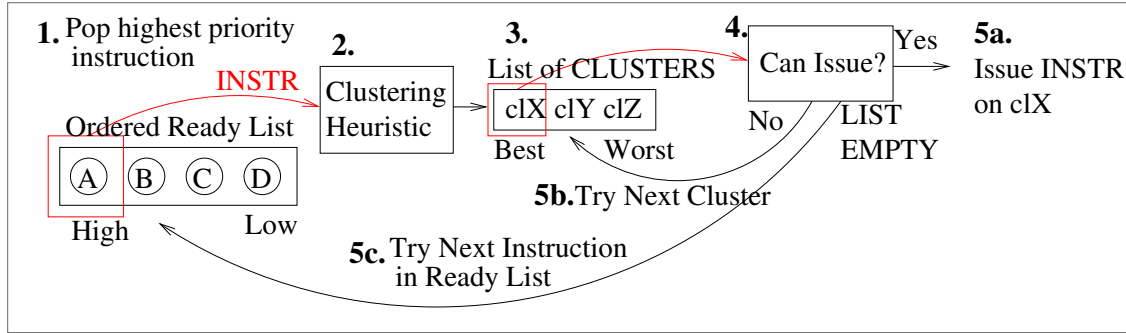 1. Pop highest priority
instruction
INSTR
Ordered Ready List
A B C D
High Low
2.
Clustering
Heuristic
3.
List of CLUSTERS
clX clY clZ
Best Worst
4.
Can Issue?
Yes
No
LIST
EMPTY
5a.
Issue INSTR
on clX
5b.Try Next Cluster
5c. Try Next Instruction
in Ready List